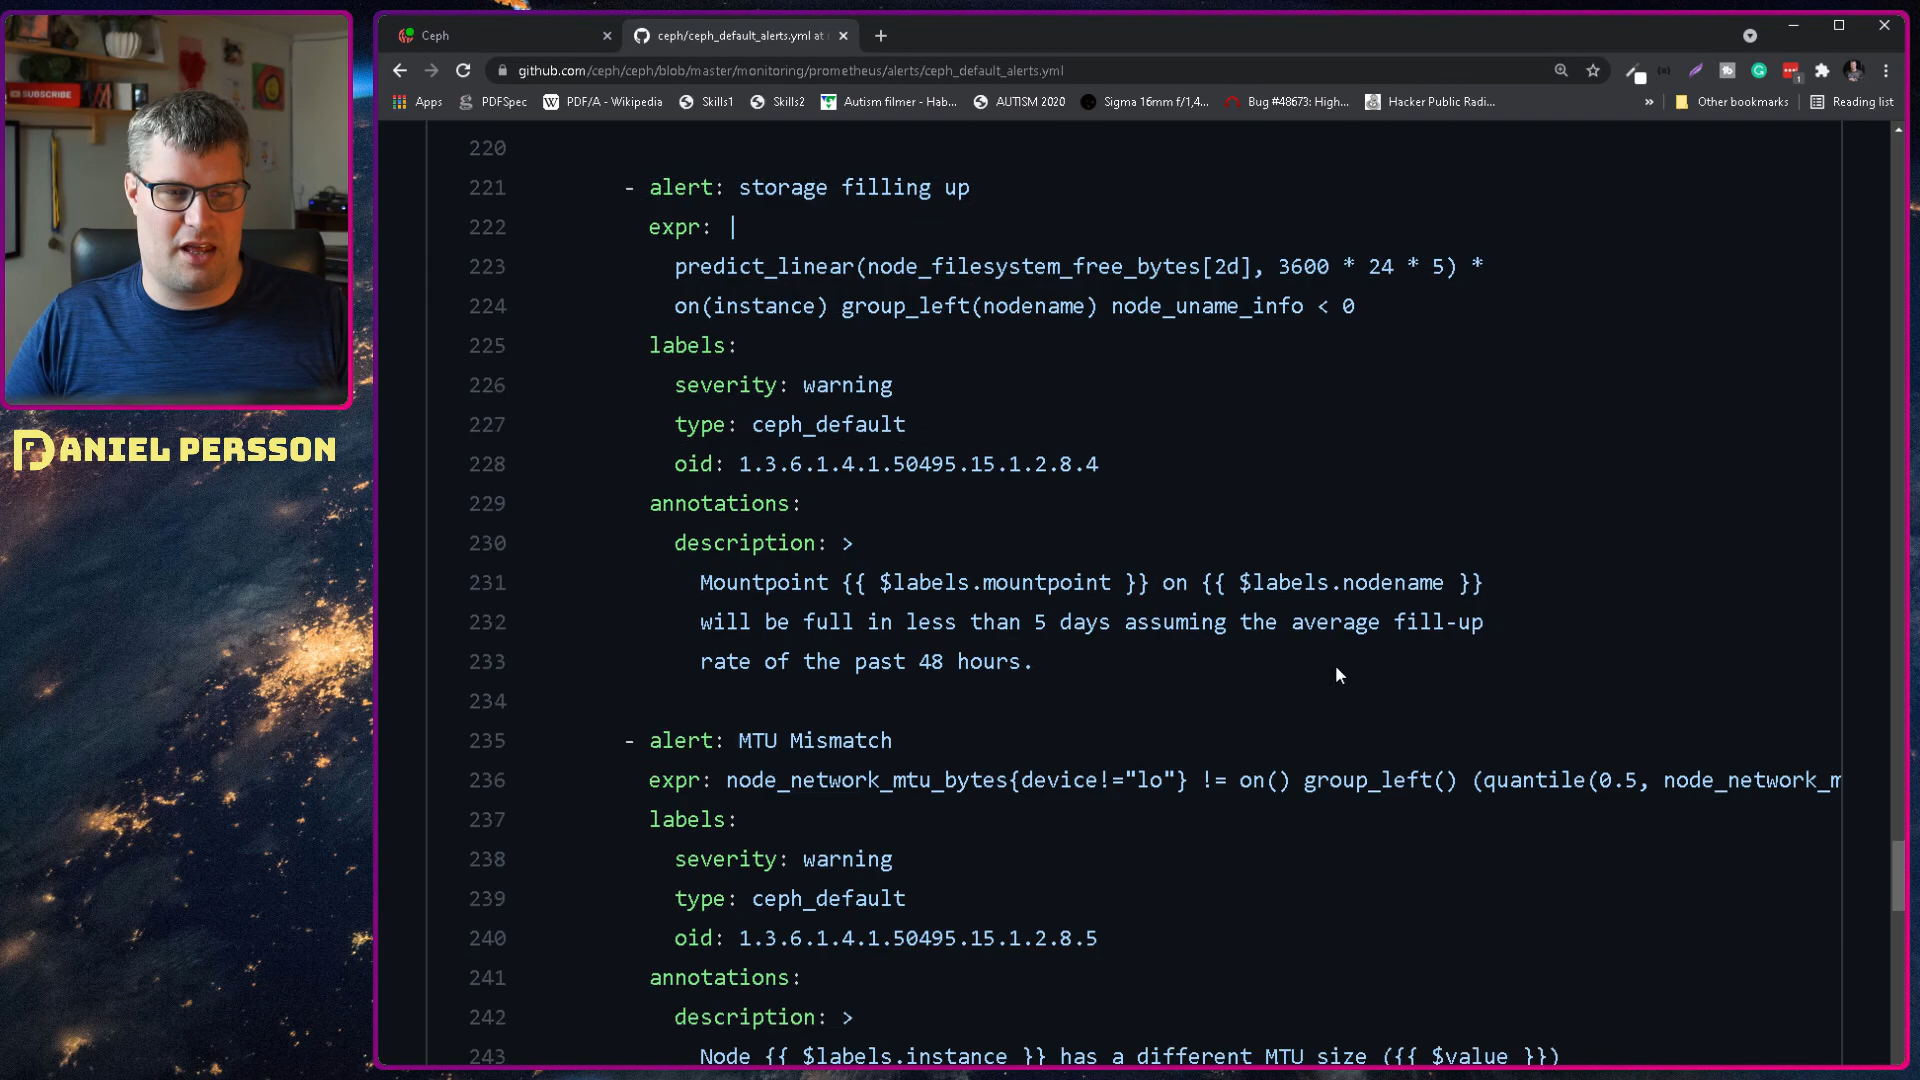 Ceph
ceph/ceph_default_alerts.yml at
github.com/ceph/ceph/blob/master/monitoring/prometheus/alerts/ceph_default_alerts.yml
SUBSCRIBE
Apps
PDFSpec
PDF/A - Wikipedia
Skills1
Skills2
Autism filmer - Hab...
AUTISM 2020
Sigma 16mm f/1,4...
Bug #48673: High...
Hacker Public Radi...
»
Other bookmarks
Reading list
220
221 - alert: storage filling up
222 expr: |
223 predict_linear(node_filesystem_free_bytes[2d], 3600 * 24 * 5) *
224 on(instance) group_left(nodename) node_uname_info < 0
225 labels:
226 severity: warning
227 type: ceph_default
228 oid: 1.3.6.1.4.1.50495.15.1.2.8.4
229 annotations:
230 description: >
231 Mountpoint {{ $labels.mountpoint }} on {{ $labels.nodename }}
232 will be full in less than 5 days assuming the average fill-up
233 rate of the past 48 hours.
234
235 - alert: MTU Mismatch
236 expr: node_network_mtu_bytes{device!="lo"} != on() group_left() (quantile(0.5, node_network_m
237 labels:
238 severity: warning
239 type: ceph_default
240 oid: 1.3.6.1.4.1.50495.15.1.2.8.5
241 annotations:
242 description: >
243 Node {{ $labels.instance }} has a different MTU size ({{ $value }})
DANIEL PERSSON